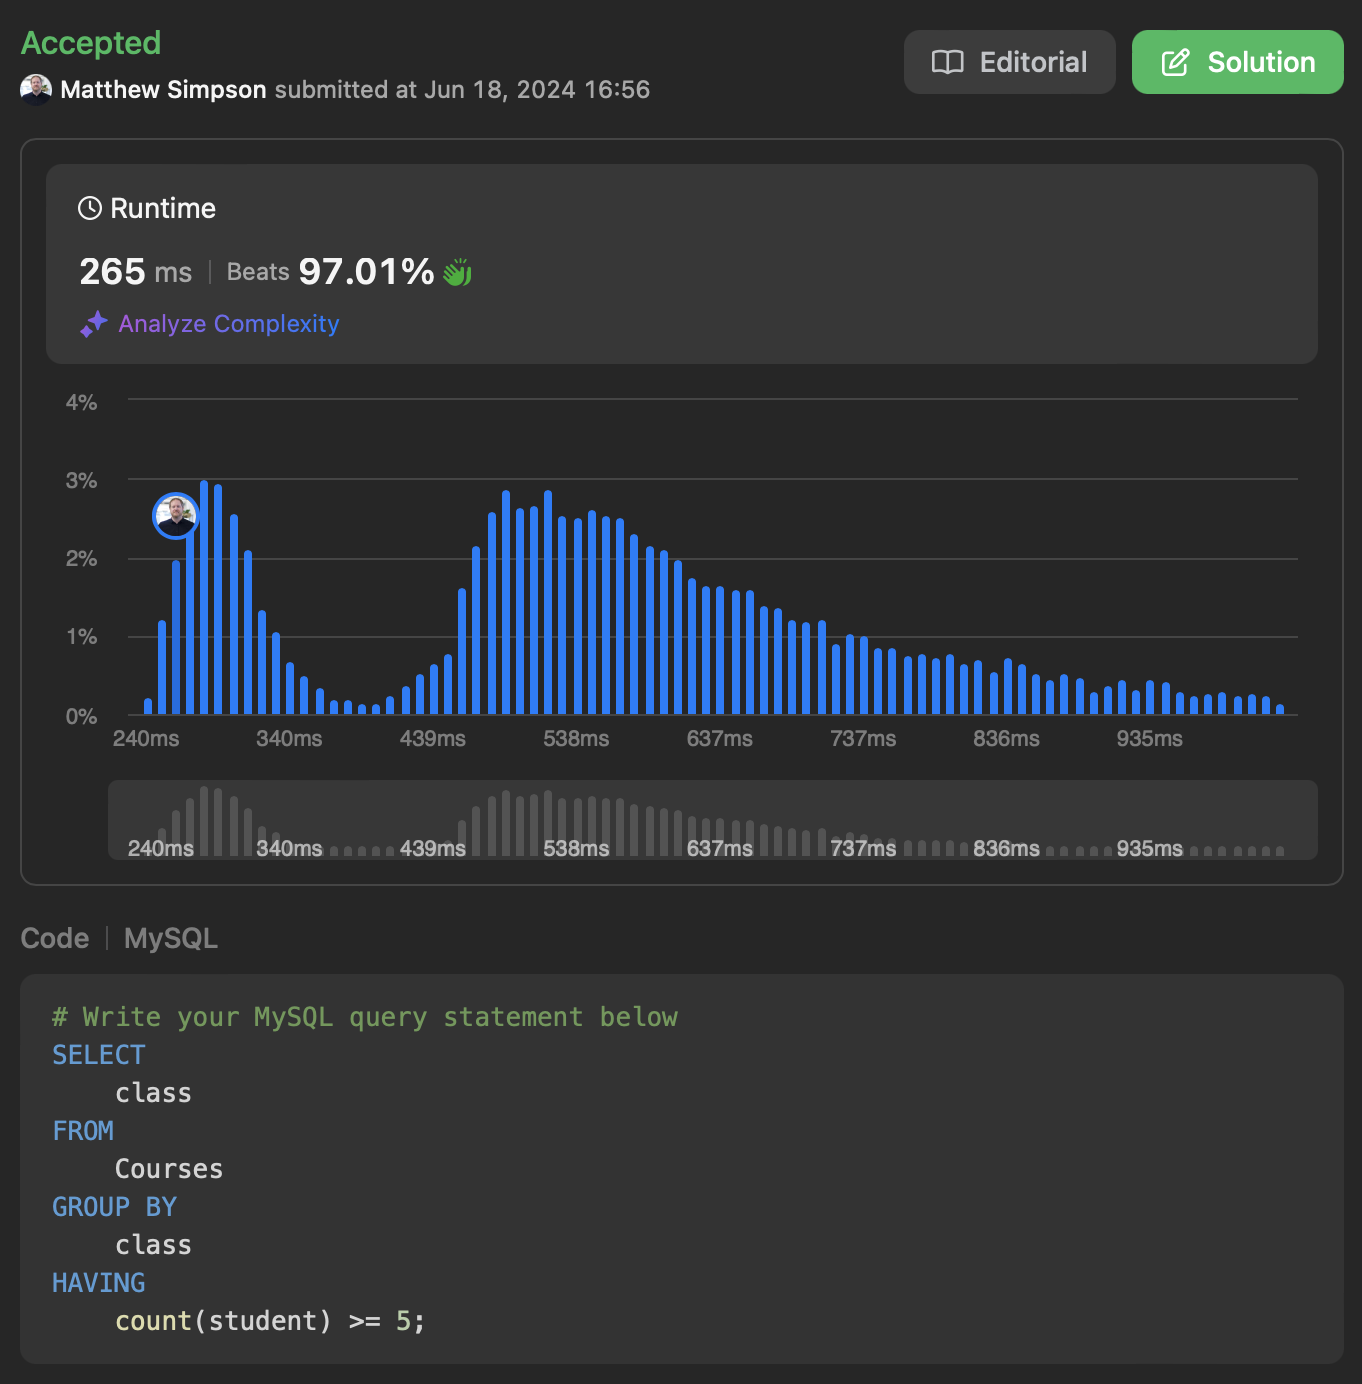 Accepted
Editorial
Solution
Matthew Simpson submitted at Jun 18, 2024 16:56
Runtime
265 ms | Beats 97.01%
Analyze Complexity
4%
3%
2%
1%
0%
240ms 340ms 439ms 538ms 637ms 737ms 836ms 935ms
240ms 340ms 439ms 538ms 637ms 737ms 836ms 935ms
Code | MySQL
# Write your MySQL query statement below
SELECT
    class
FROM
    Courses
GROUP BY
    class
HAVING
    count(student) >= 5;